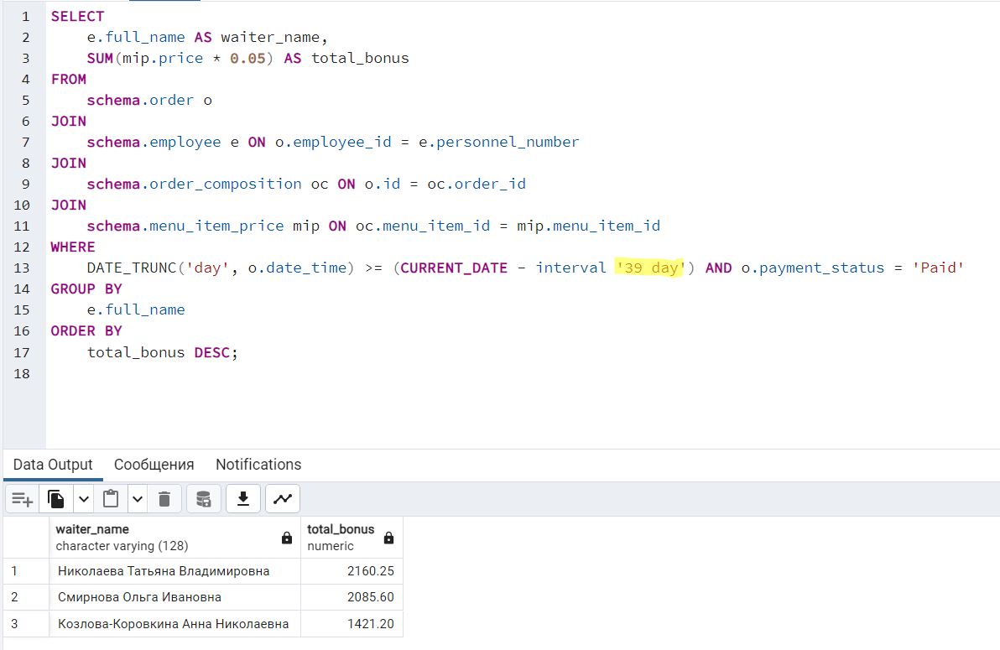 1 SELECT
2 e.full_name AS waiter_name,
3 SUM(mip.price * 0.05) AS total_bonus
4 FROM
5 schema.order o
6 JOIN
7 schema.employee e ON o.employee_id = e.personnel_number
8 JOIN
9 schema.order_composition oc ON o.id = oc.order_id
10 JOIN
11 schema.menu_item_price mip ON oc.menu_item_id = mip.menu_item_id
12 WHERE
13 DATE_TRUNC('day', o.date_time) >= (CURRENT_DATE - interval '39 day') AND o.payment_status = 'Paid'
14 GROUP BY
15 e.full_name
16 ORDER BY
17 total_bonus DESC;
18
Data Output Сообщения Notifications
waiter_name total_bonus
character varying (128) numeric
1 Николаева Татьяна Владимировна 2160.25
2 Смирнова Ольга Ивановна 2085.60
3 Козлова-Коровкина Анна Николаевна 1421.20